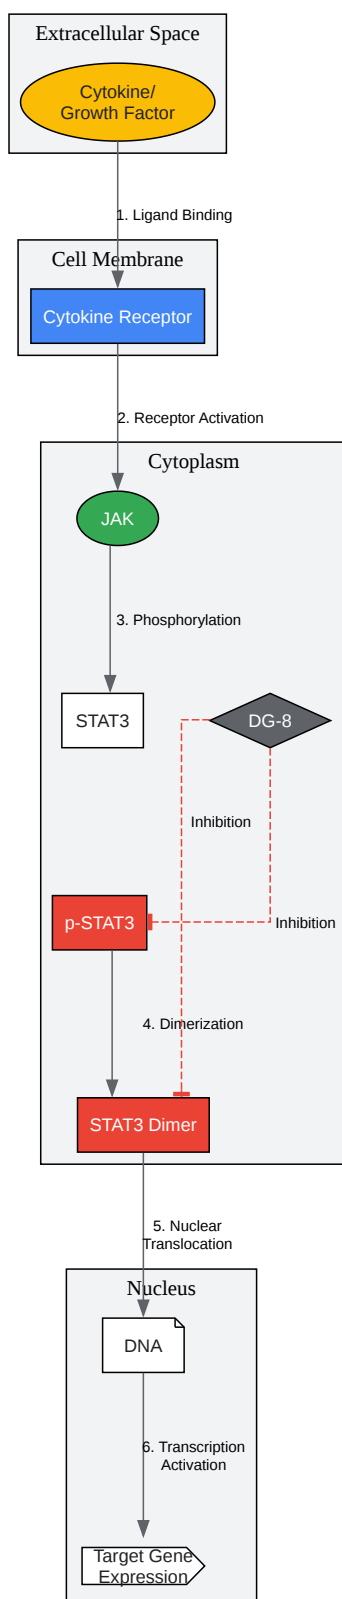 Extracellular Space
Cytokine/
Growth Factor
1. Ligand Binding
Cell Membrane
Cytokine Receptor
2. Receptor Activation
Cytoplasm
JAK
3. Phosphorylation
STAT3
DG-8
Inhibition
p-STAT3
Inhibition
4. Dimerization
STAT3 Dimer
5. Nuclear
Translocation
Nucleus
DNA
6. Transcription
Activation
Target Gene
Expression